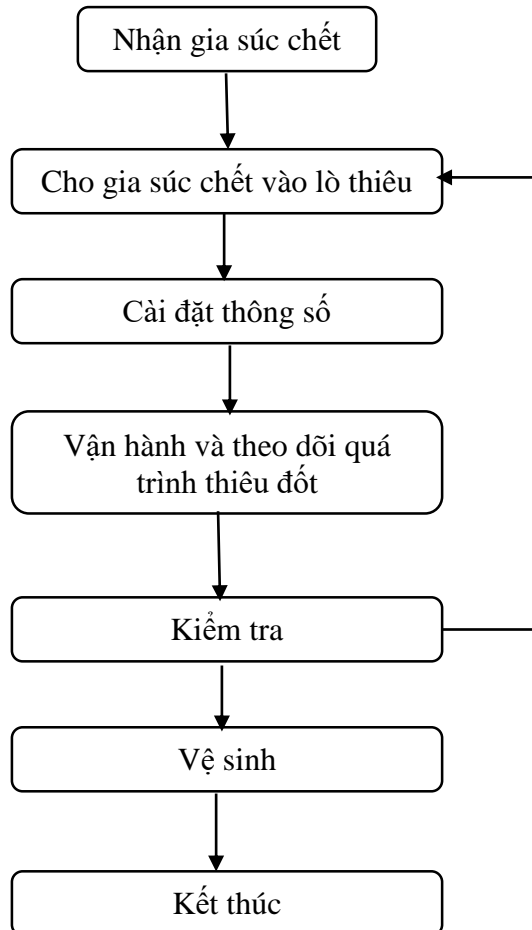 Nhận gia súc chết
Cho gia súc chết vào lò thiêu
Cài đặt thông số
Vận hành và theo dõi quá
trình thiêu đốt
Kiểm tra
Vệ sinh
Kết thúc